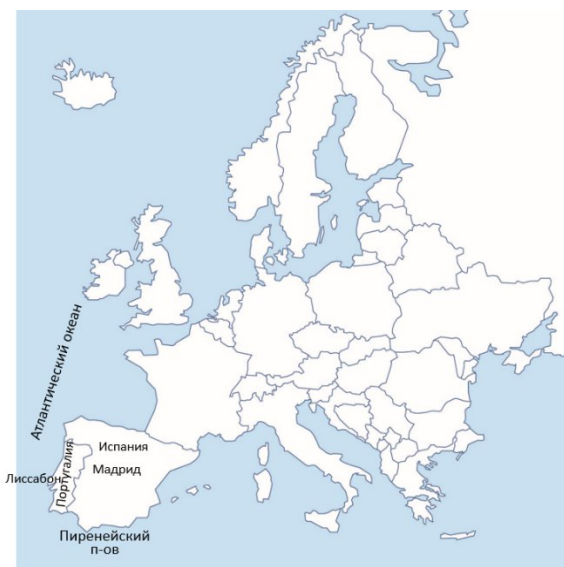 Атлантический океан
Испания
Португалия
Мадрид
Лиссабон
Пиренейский
п-ов